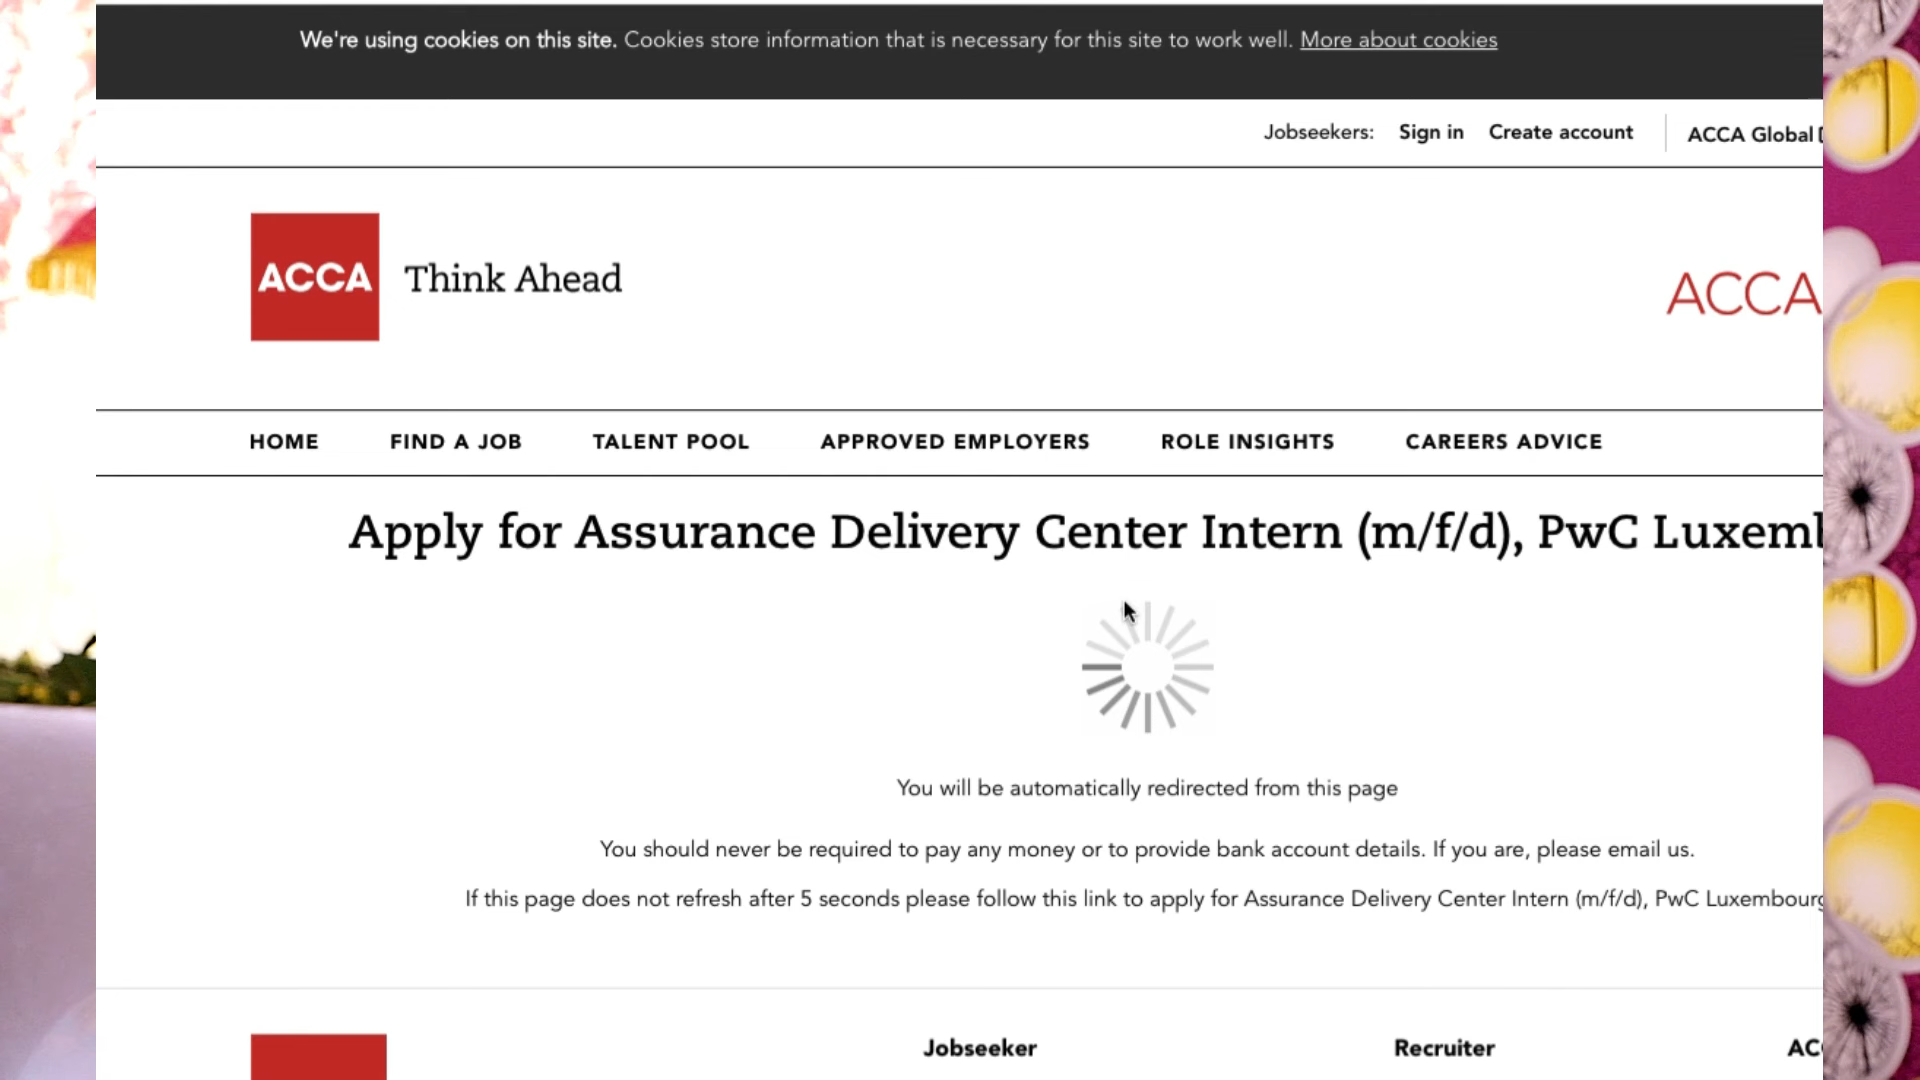 We're using cookies on this site. Cookies store information that is necessary for this site to work well. More about cookies
Jobseekers: Sign in Create account ACCA Global
ACCA Think Ahead
ACCA
HOME FIND A JOB TALENT POOL APPROVED EMPLOYERS ROLE INSIGHTS CAREERS ADVICE
Apply for Assurance Delivery Center Intern (m/f/d), PwC
You will be automatically redirected from this page
You should never be required to pay any money or to provide bank account details. If you are, please email us.
If this page does not refresh after 5 seconds please follow this link to apply for Assurance Delivery Center Intern (m/f/d), PwC Luxembourg
Jobseeker Recruiter